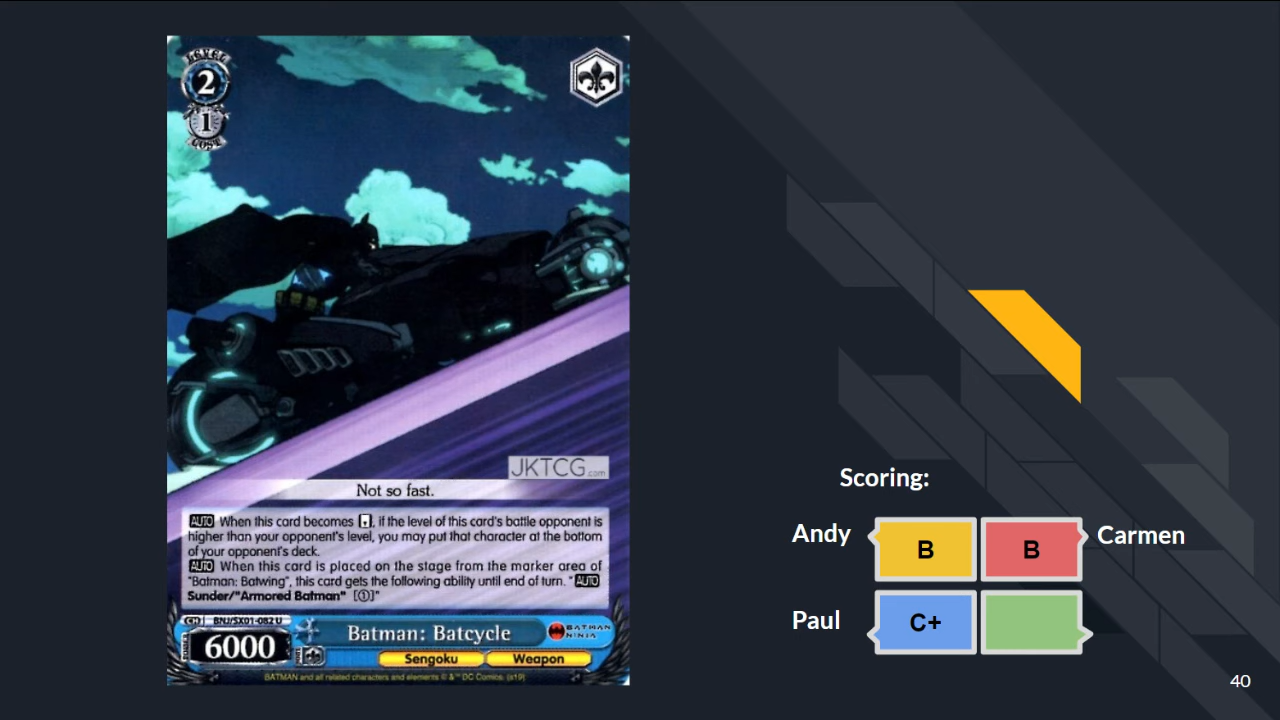 LEVEL
2
1
COST
JKTCG.com
Not so fast.
AUTO When this card becomes , if the level of this card's battle opponent is
higher than your opponent's level, you may put that character at the bottom
of your opponent's deck.
AUTO When this card is placed on the stage from the marker area of
"Batman: Batwing", this card gets the following ability until end of turn. "AUTO
Sunder/"Armored Batman" [①]"
CH BNJ/SX01-082 U
POWER 6000
Batman: Batcycle
BATMAN
NINJA
Sengoku Weapon
BATMAN and all related characters and elements © & ™ DC Comics. (s19)
Scoring:
Andy B B Carmen
Paul C+
40